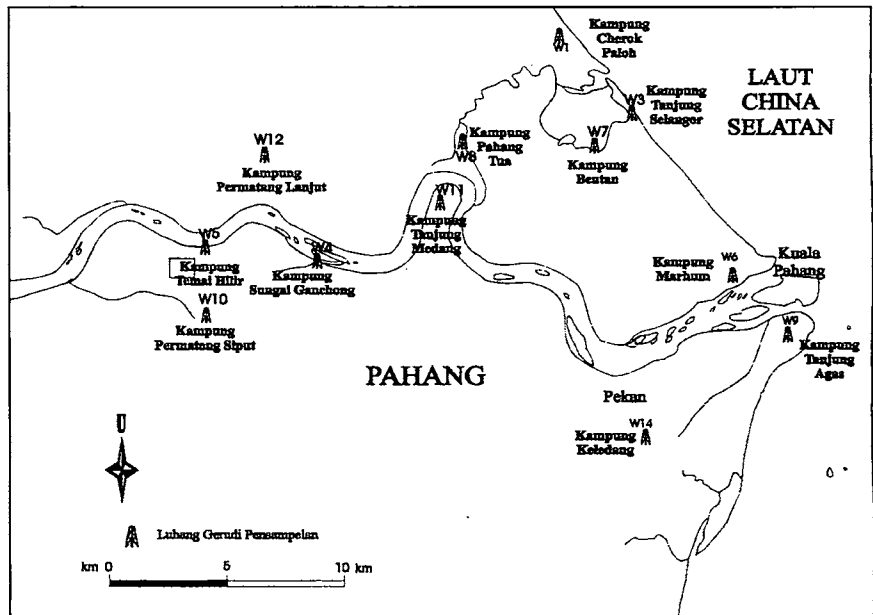 Kampung
Cherok
Paloh
W1
LAUT
CHINA
SELATAN
W3
Kampung
Tanjung
Selangor
W7
Kampung
Beutan
Kampung
Pahang
Tua
W8
W12
Kampung
Permatang Lanjut
W11
Kampung
Tanjung
Medang
W5
Kampung
Temai Hilir
W4
Kampung
Sungai Ganchong
W10
Kampung
Permatang Siput
Kampung
Marhum
W6
Kuala
Pahang
W9
Kampung
Tanjung
Agas
PAHANG
Pekan
W14
Kampung
Keledang
U
Lubang Gerudi Pensampelan
km 0 5 10 km